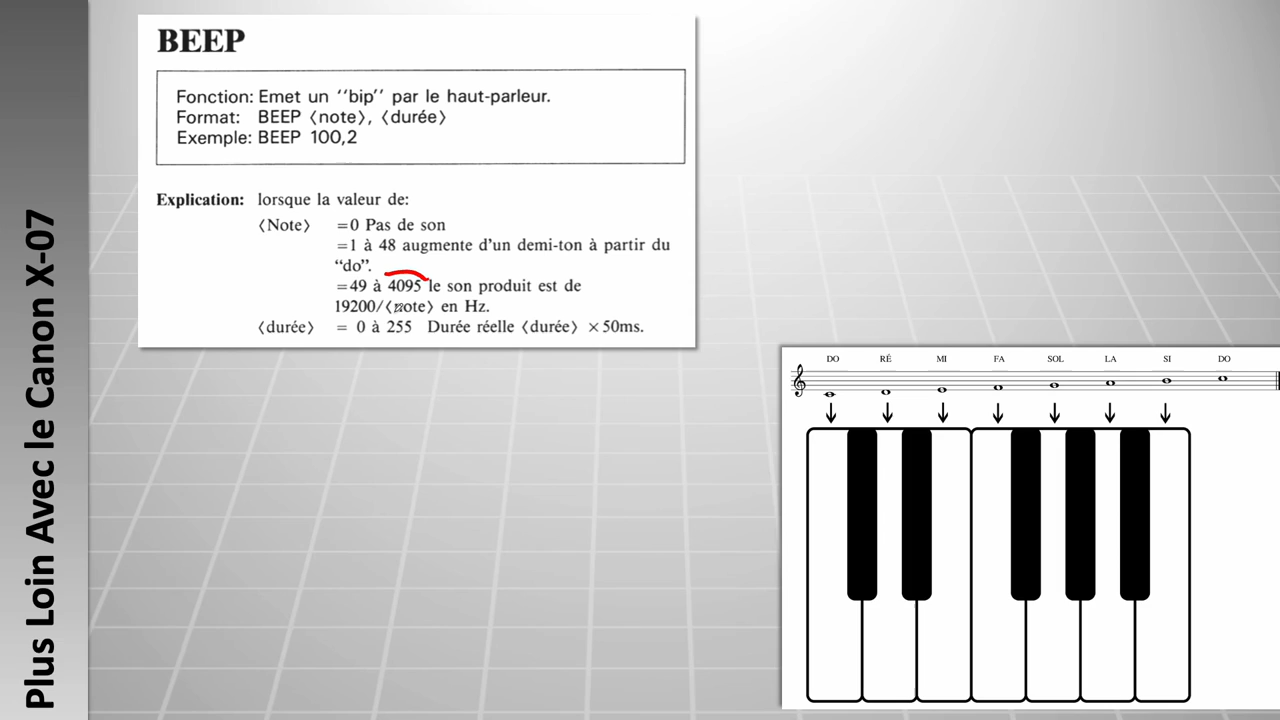 Plus Loin Avec le Canon X-07
BEEP
Fonction: Emet un ‘‘bip’’ par le haut-parleur.
Format: BEEP 〈note〉, 〈durée〉
Exemple: BEEP 100,2
Explication: lorsque la valeur de:
〈Note〉 =0 Pas de son
=1 à 48 augmente d’un demi-ton à partir du
“do”.
=49 à 4095 le son produit est de
19200/〈note〉 en Hz.
〈durée〉 = 0 à 255 Durée réelle 〈durée〉 ×50ms.
DO RÉ MI FA SOL LA SI DO